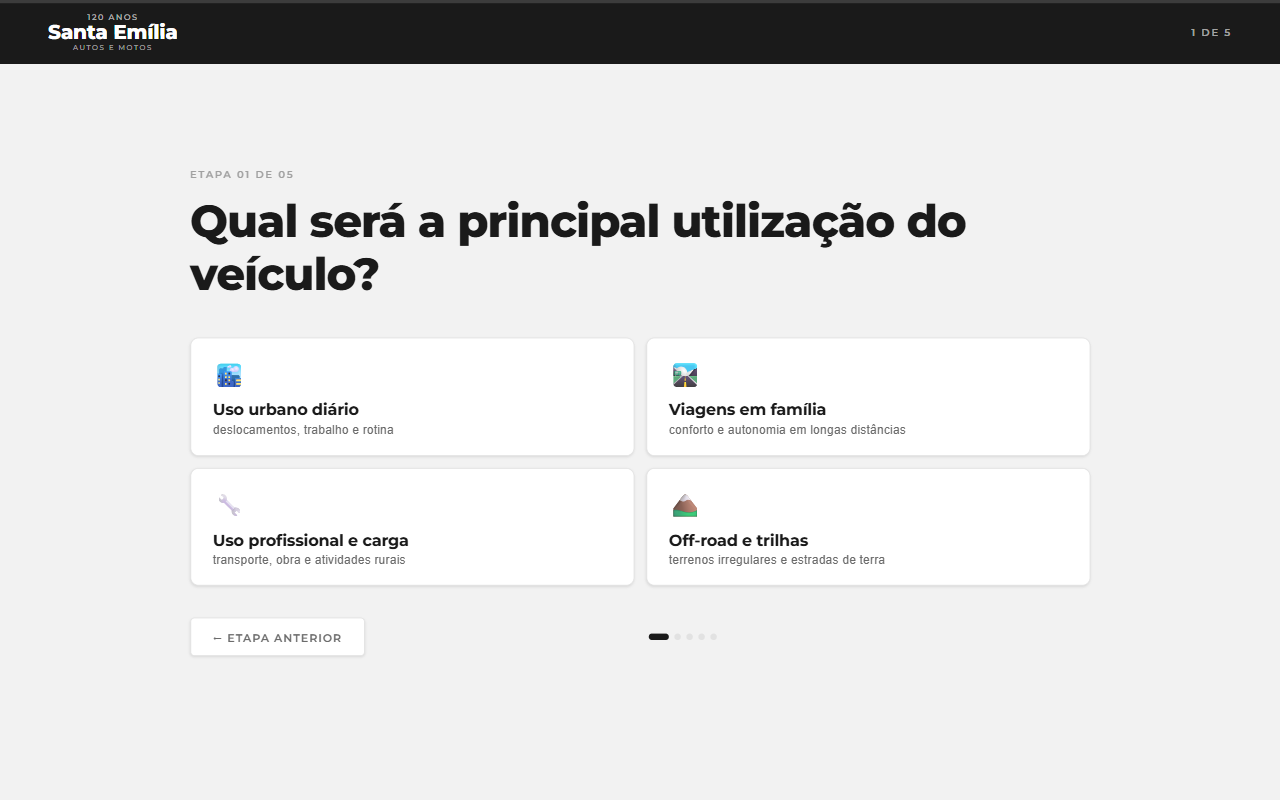 120 ANOS
Santa Emília
AUTOS E MOTOS
1 DE 5
ETAPA 01 DE 05
Qual será a principal utilização do
veículo?
Uso urbano diário
deslocamentos, trabalho e rotina
Viagens em família
conforto e autonomia em longas distâncias
Uso profissional e carga
transporte, obra e atividades rurais
Off-road e trilhas
terrenos irregulares e estradas de terra
← ETAPA ANTERIOR